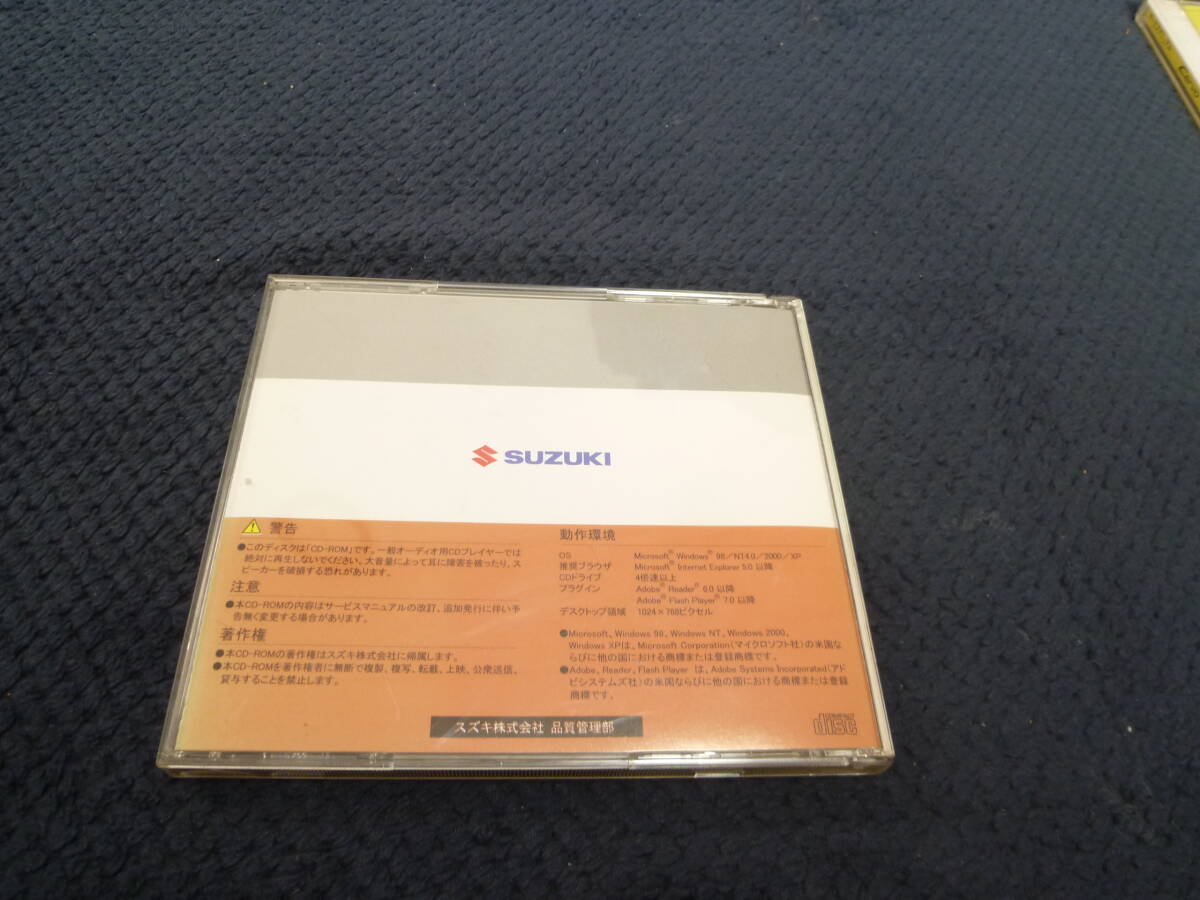 SUZUKI
警告
●このディスクは「CD-ROM」です。一般オーディオ用CDプレイヤーでは
絶対に再生しないでください。大音量によって耳に障害を被ったり、ス
ピーカーを破損する恐れがあります。
注意
●本CD-ROMの内容はサービスマニュアルの改訂、追加発行に伴い予
告無く変更する場合があります。
著作権
●本CD-ROMの著作権はスズキ株式会社に帰属します。
●本CD-ROMを著作権者に無断で複製、複写、転載、上映、公衆送信、
貸与することを禁止します。
動作環境
OS Microsoft® Windows® 98／NT4.0／2000／XP
推奨ブラウザ Microsoft® Internet Explorer 5.0 以降
CDドライブ 4倍速以上
プラグイン Adobe® Reader® 6.0 以降
Adobe® Flash Player® 7.0 以降
デスクトップ領域 1024×768ピクセル
●Microsoft、Windows 98、Windows NT、Windows 2000、
Windows XPは、Microsoft Corporation(マイクロソフト社)の米国な
らびに他の国における商標または登録商標です。
●Adobe、Reader、Flash Player は、Adobe Systems Incorporated(アド
ビシステムズ社)の米国ならびに他の国における商標または登録
商標です。
スズキ株式会社 品質管理部
COMPACT
disc